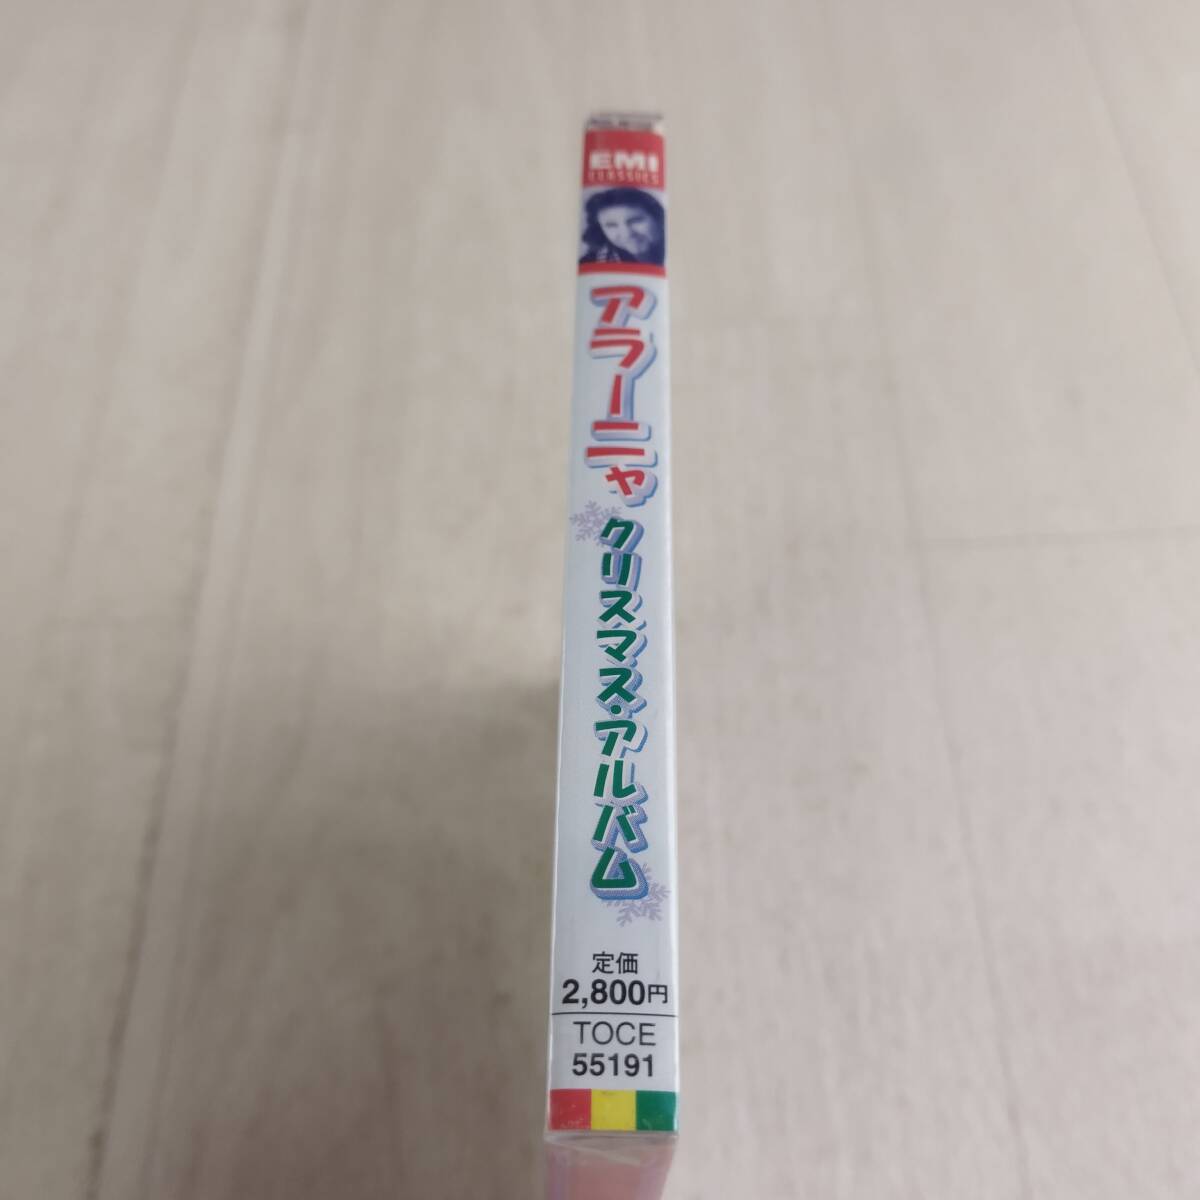 EMI
CLASSICS
アラーニャ クリスマス・アルバム
定価
2,800円
TOCE
55191